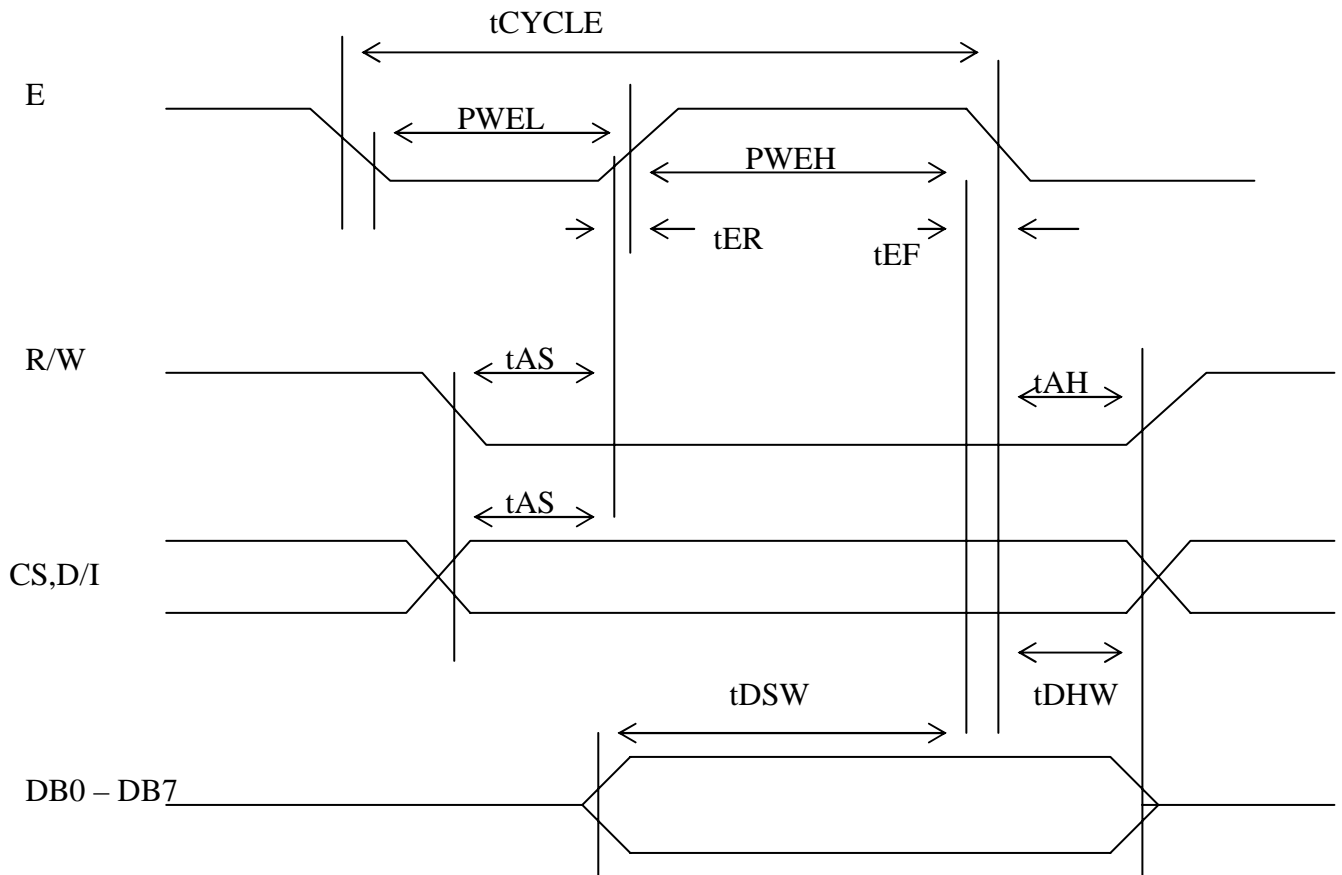 tCYCLE
E
PWEL
PWEH
tER
tEF
R/W
tAS
tAH
tAS
CS,D/I
tDSW
tDHW
DB0 – DB7